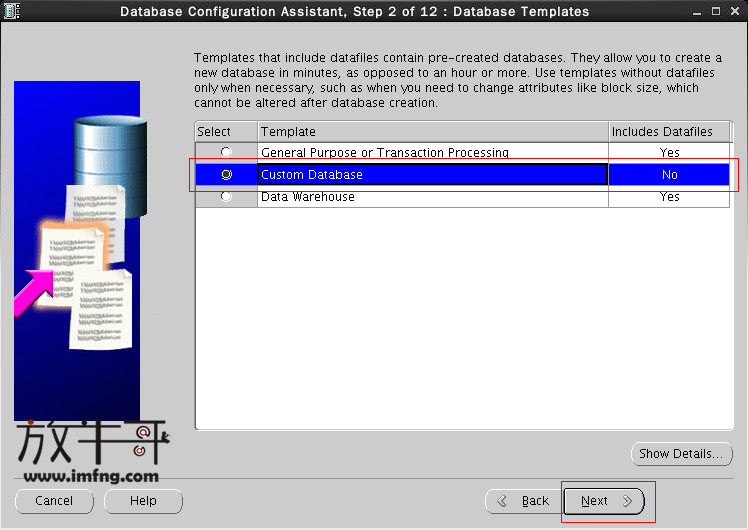 Database Configuration Assistant, Step 2 of 12 : Database Templates
Templates that include datafiles contain pre-created databases. They allow you to create a
new database in minutes, as opposed to an hour or more. Use templates without datafiles
only when necessary, such as when you need to change attributes like block size, which
cannot be altered after database creation.
Select Template Includes Datafiles
General Purpose or Transaction Processing Yes
Custom Database No
Data Warehouse Yes
放牛哥
www.imfng.com
Show Details...
Cancel Help Back Next